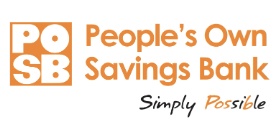 PO
SB
People's Own
Savings Bank
Simply Possible